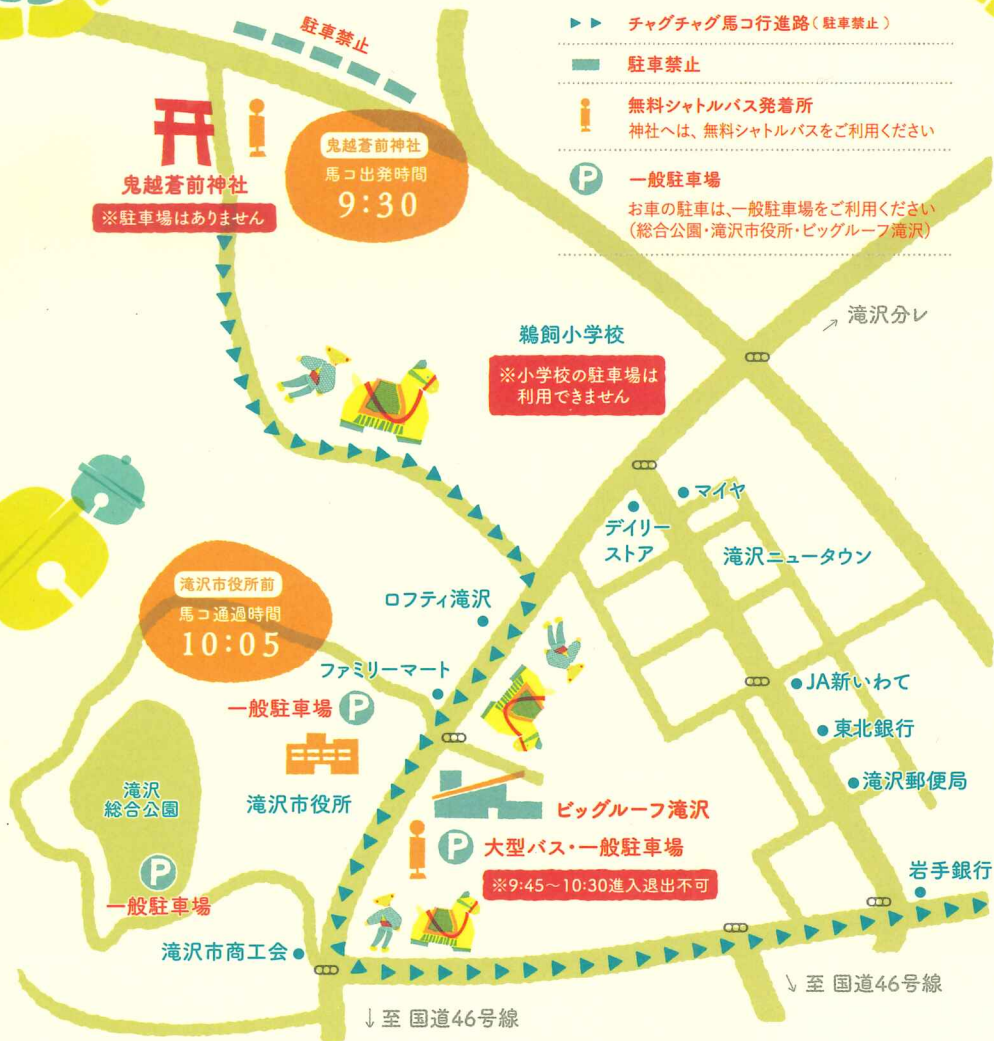 チャグチャグ馬コ行進路(駐車禁止)
駐車禁止
無料シャトルバス発着所
神社へは、無料シャトルバスをご利用ください
P
一般駐車場
お車の駐車は、一般駐車場をご利用ください
(総合公園・滝沢市役所・ビッグルーフ滝沢)
駐車禁止
鬼越蒼前神社
馬コ出発時間
9:30
鬼越蒼前神社
※駐車場はありません
↗滝沢分レ
鵜飼小学校
※小学校の駐車場は
利用できません
マイヤ
デイリー
ストア
滝沢ニュータウン
滝沢市役所前
馬コ通過時間
10:05
ロフティ滝沢
ファミリーマート
一般駐車場 P
JA新いわて
東北銀行
滝沢郵便局
滝沢
総合公園
滝沢市役所
ビッグルーフ滝沢
P 大型バス・一般駐車場
※9:45〜10:30進入退出不可
P
一般駐車場
岩手銀行
滝沢市商工会
↘至 国道46号線
↓至 国道46号線